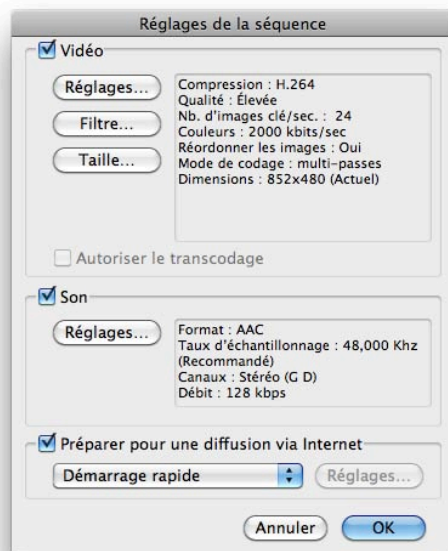 Réglages de la séquence
Vidéo
Réglages...
Filtre...
Taille...
Compression : H.264
Qualité : Élevée
Nb. d'images clé/sec. : 24
Couleurs : 2000 kbits/sec
Réordonner les images : Oui
Mode de codage : multi-passes
Dimensions : 852x480 (Actuel)
Autoriser le transcodage
Son
Réglages...
Format : AAC
Taux d'échantillonnage : 48,000 Khz
(Recommandé)
Canaux : Stéréo (G D)
Débit : 128 kbps
Préparer pour une diffusion via Internet
Démarrage rapide
Réglages...
Annuler
OK